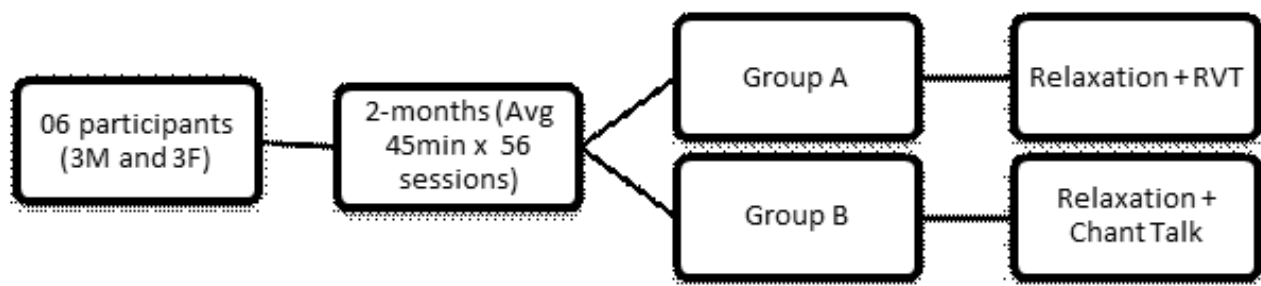 06 participants
(3M and 3F)
2-months (Avg
45min x 56
sessions)
Group A
Relaxation + RVT
Group B
Relaxation +
Chant Talk